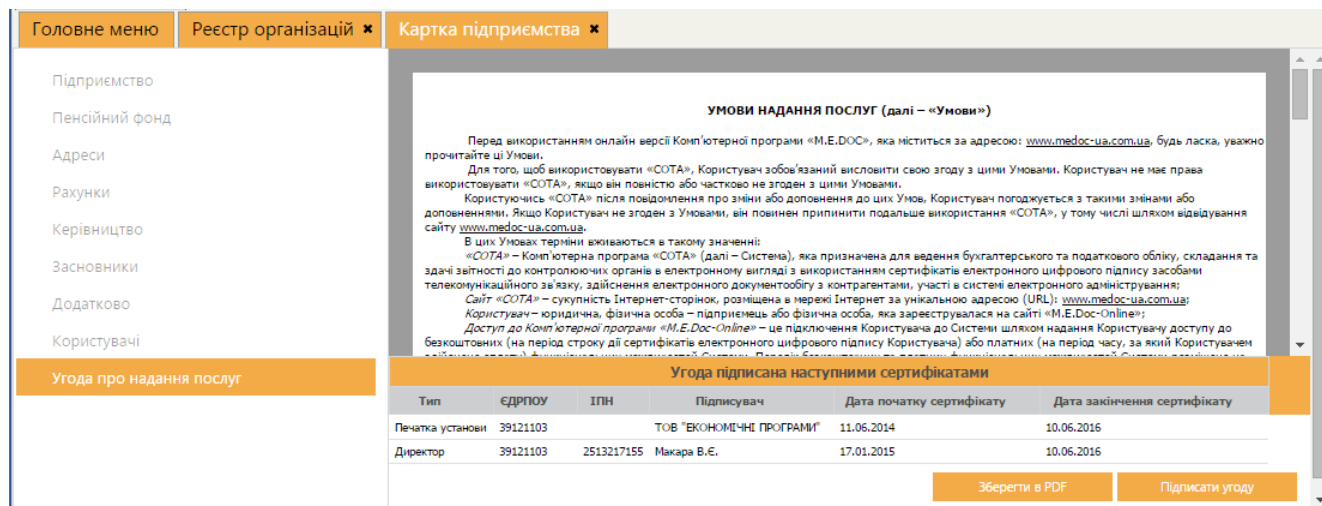 Головне меню
Реєстр організацій ✖
Картка підприємства ✖
Підприємство
Пенсійний фонд
Адреси
Рахунки
Керівництво
Засновники
Додатково
Користувачі
Угода про надання послуг
УМОВИ НАДАННЯ ПОСЛУГ (далі – «Умови»)
Перед використанням онлайн версії Комп'ютерної програми «M.E.DOC», яка міститься за адресою: www.medoc-ua.com.ua, будь ласка, уважно
прочитайте ці Умови.
Для того, щоб використовувати «СОТА», Користувач зобов'язаний висловити свою згоду з цими Умовами. Користувач не має права
використовувати «СОТА», якщо він повністю або частково не згоден з цими Умовами.
Користуючись «СОТА» після повідомлення про зміни або доповнення до цих Умов, Користувач погоджується з такими змінами або
доповненнями. Якщо Користувач не згоден з Умовами, він повинен припинити подальше використання «СОТА», у тому числі шляхом відвідування
сайту www.medoc-ua.com.ua.
В цих Умовах терміни вживаються в такому значенні:
«СОТА» – Комп'ютерна програма «СОТА» (далі – Система), яка призначена для ведення бухгалтерського та податкового обліку, складання та
здачі звітності до контролюючих органів в електронному вигляді з використанням сертифікатів електронного цифрового підпису засобами
телекомунікаційного зв'язку, здійснення електронного документообігу з контрагентами, участі в системі електронного адміністрування;
Сайт «СОТА» – сукупність Інтернет-сторінок, розміщена в мережі Інтернет за унікальною адресою (URL): www.medoc-ua.com.ua;
Користувач – юридична, фізична особа – підприємець або фізична особа, яка зареєструвалася на сайті «M.E.Doc-Online»;
Доступ до Комп'ютерної програми «M.E.Doc-Online» – це підключення Користувача до Системи шляхом надання Користувачу доступу до
безкоштовних (на період строку дії сертифікатів електронного цифрового підпису Користувача) або платних (на період часу, за який Користувачем
Угода підписана наступними сертифікатами
Тип ЄДРПОУ ІПН Підписувач Дата початку сертифікату Дата закінчення сертифікату
Печатка установи 39121103 ТОВ "ЕКОНОМІЧНІ ПРОГРАМИ" 11.06.2014 10.06.2016
Директор 39121103 2513217155 Макара В.Є. 17.01.2015 10.06.2016
Зберегти в PDF
Підписати угоду